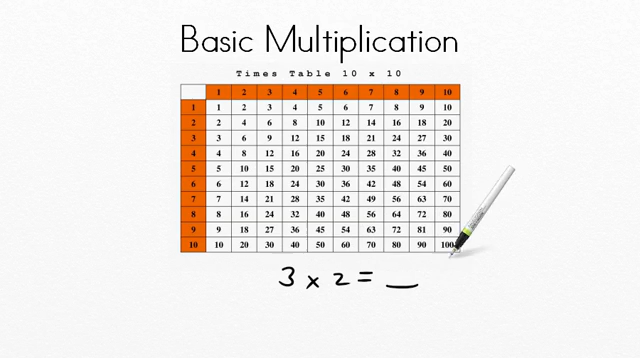 Basic Multiplication
Times Table 10 x 10
1 2 3 4 5 6 7 8 9 10
1 1 2 3 4 5 6 7 8 9 10
2 2 4 6 8 10 12 14 16 18 20
3 3 6 9 12 15 18 21 24 27 30
4 4 8 12 16 20 24 28 32 36 40
5 5 10 15 20 25 30 35 40 45 50
6 6 12 18 24 30 36 42 48 54 60
7 7 14 21 28 35 42 49 56 63 70
8 8 16 24 32 40 48 56 64 72 80
9 9 18 27 36 45 54 63 72 81 90
10 10 20 30 40 50 60 70 80 90 100
3 x 2 = __